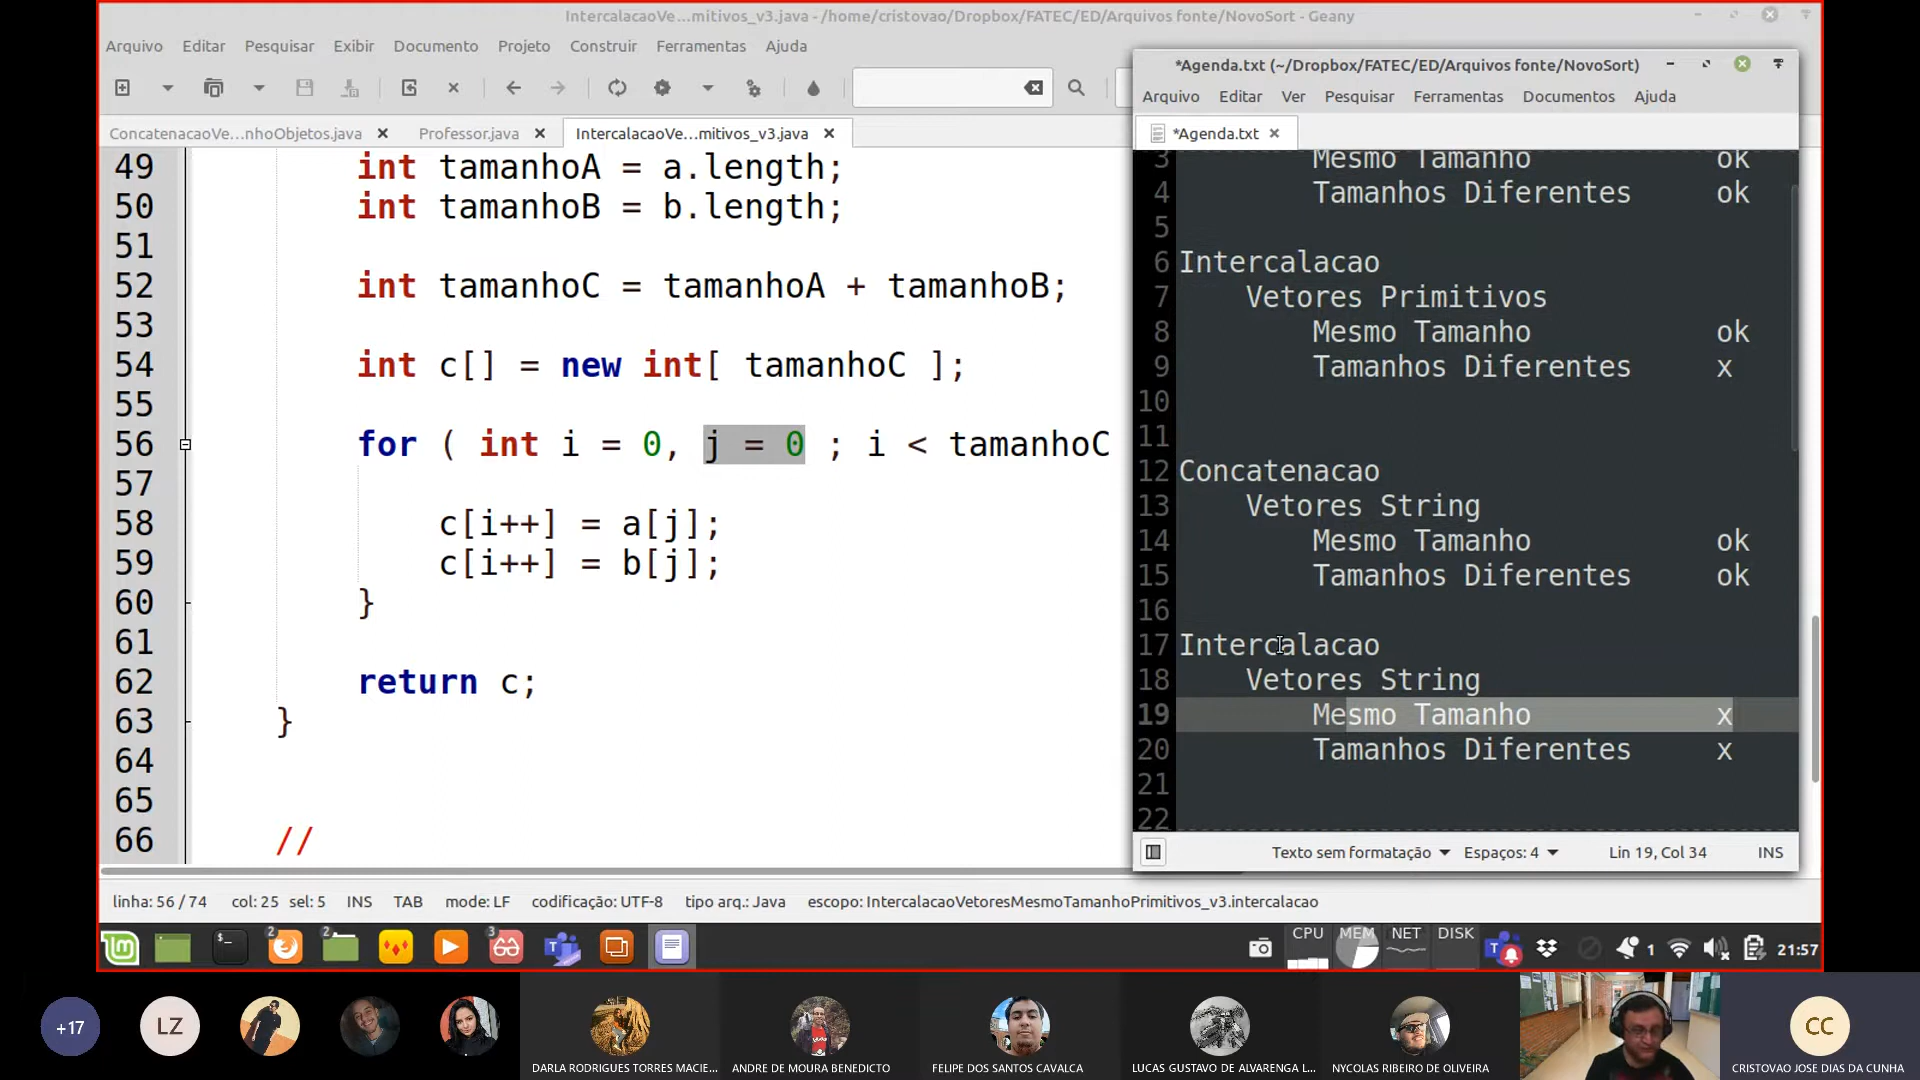 IntercalacaoVe...mitivos_v3.java - /home/cristovao/Dropbox/FATEC/ED/Arquivos fonte/NovoSort - Geany
Arquivo Editar Pesquisar Exibir Documento Projeto Construir Ferramentas Ajuda
ConcatenacaoVe...nhoObjetos.java Professor.java IntercalacaoVe...mitivos_v3.java
49 int tamanhoA = a.length;
50 int tamanhoB = b.length;
51
52 int tamanhoC = tamanhoA + tamanhoB;
53
54 int c[] = new int[ tamanhoC ];
55
56 for ( int i = 0, j = 0 ; i < tamanhoC
57
58 c[i++] = a[j];
59 c[i++] = b[j];
60 }
61
62 return c;
63 }
64
65
66 //
linha: 56 / 74 col: 25 sel: 5 INS TAB mode: LF codificação: UTF-8 tipo arq.: Java escopo: IntercalacaoVetoresMesmoTamanhoPrimitivos_v3.intercalacao
*Agenda.txt (~/Dropbox/FATEC/ED/Arquivos fonte/NovoSort)
Arquivo Editar Ver Pesquisar Ferramentas Documentos Ajuda
*Agenda.txt
3 Mesmo Tamanho ok
4 Tamanhos Diferentes ok
5
6 Intercalacao
7 Vetores Primitivos
8 Mesmo Tamanho ok
9 Tamanhos Diferentes x
10
11
12 Concatenacao
13 Vetores String
14 Mesmo Tamanho ok
15 Tamanhos Diferentes ok
16
17 Intercalacao
18 Vetores String
19 Mesmo Tamanho x
20 Tamanhos Diferentes x
21
22
Texto sem formatação Espaços: 4 Lin 19, Col 34 INS
2 2 3 CPU MEM NET DISK 1 21:57
+17 LZ CC
DARLA RODRIGUES TORRES MACIE... ANDRE DE MOURA BENEDICTO FELIPE DOS SANTOS CAVALCA LUCAS GUSTAVO DE ALVARENGA L... NYCOLAS RIBEIRO DE OLIVEIRA CRISTOVAO JOSE DIAS DA CUNHA